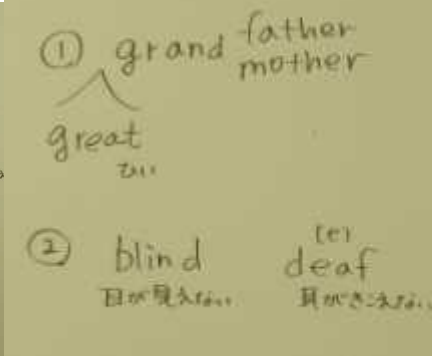 ① grand father
mother
great
ひい
② blind deaf
[e]
目が見えない 耳がきこえない